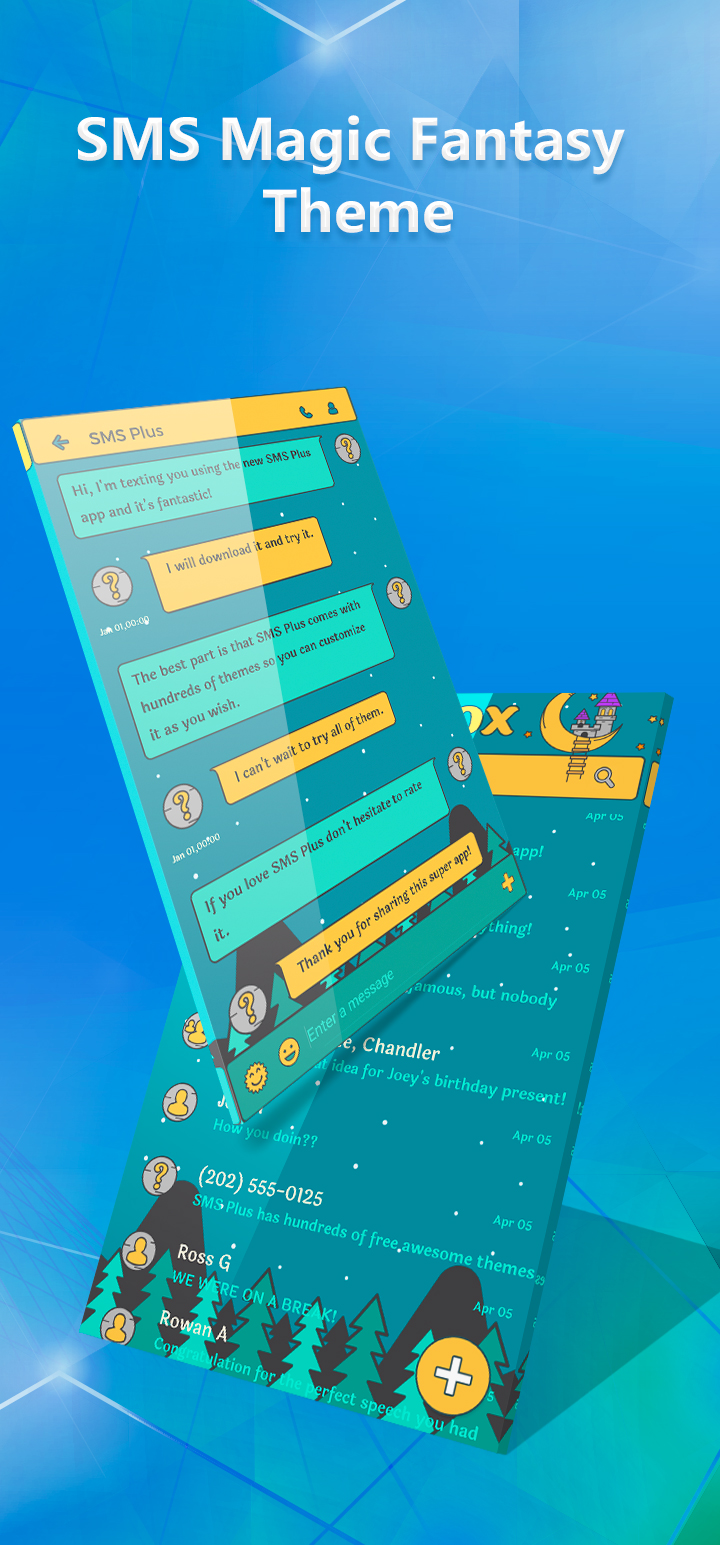 SMS Magic Fantasy
Theme
SMS Plus
Hi, I'm texting you using the new SMS Plus
app and it's fantastic!
I will download it and try it.
Jan 01,00:00
The best part is that SMS Plus comes with
hundreds of themes so you can customize
it as you wish.
I can't wait to try all of them.
Jan 01,00:00
If you love SMS Plus don't hesitate to rate
it.
Thank you for sharing this super app!
Enter a message
ox
Apr 05
app!
Apr 05
ything!
Apr 05
gamous, but nobody
Apr 05
e, Chandler
at idea for Joey's birthday present!
Apr 05
How you doin??
Apr 05
(202) 555-0125
SMS Plus has hundreds of free awesome themes
Apr 05
Ross G
WE WERE ON A BREAK!
Rowan A
5
Congratulation for the perfect speech you had